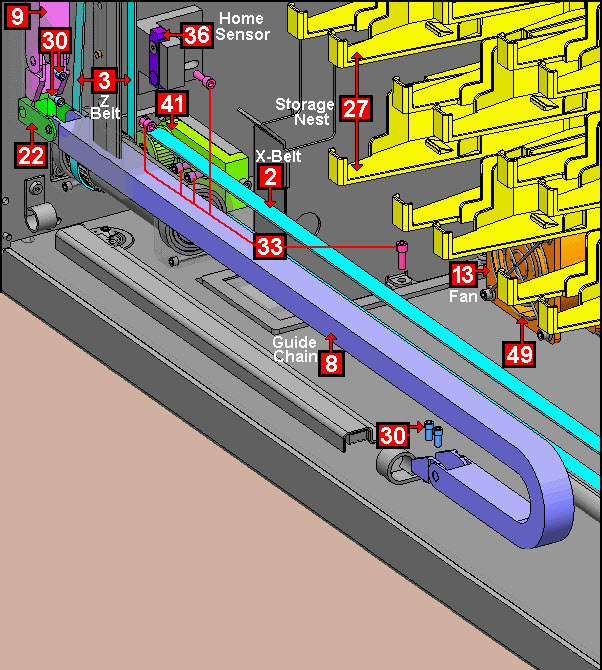 9
Home
Sensor
36
30
3
Z
Belt
41
Storage
Nest
27
22
X-Belt
2
33
13
Fan
49
Guide
Chain
8
30